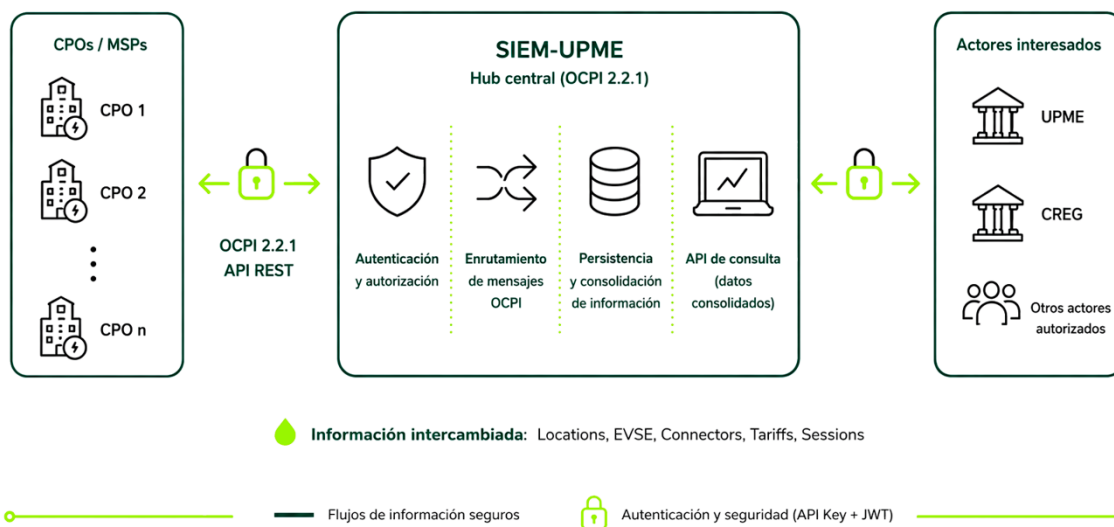 CPOs / MSPs
CPO 1
CPO 2
CPO n
OCPI 2.2.1
API REST
SIEM-UPME
Hub central (OCPI 2.2.1)
Autenticación
y autorización
Enrutamiento
de mensajes
OCPI
Persistencia
y consolidación
de información
API de consulta
(datos
consolidados)
Actores interesados
UPME
CREG
Otros actores
autorizados
Información intercambiada: Locations, EVSE, Connectors, Tariffs, Sessions
Flujos de información seguros
Autenticación y seguridad (API Key + JWT)